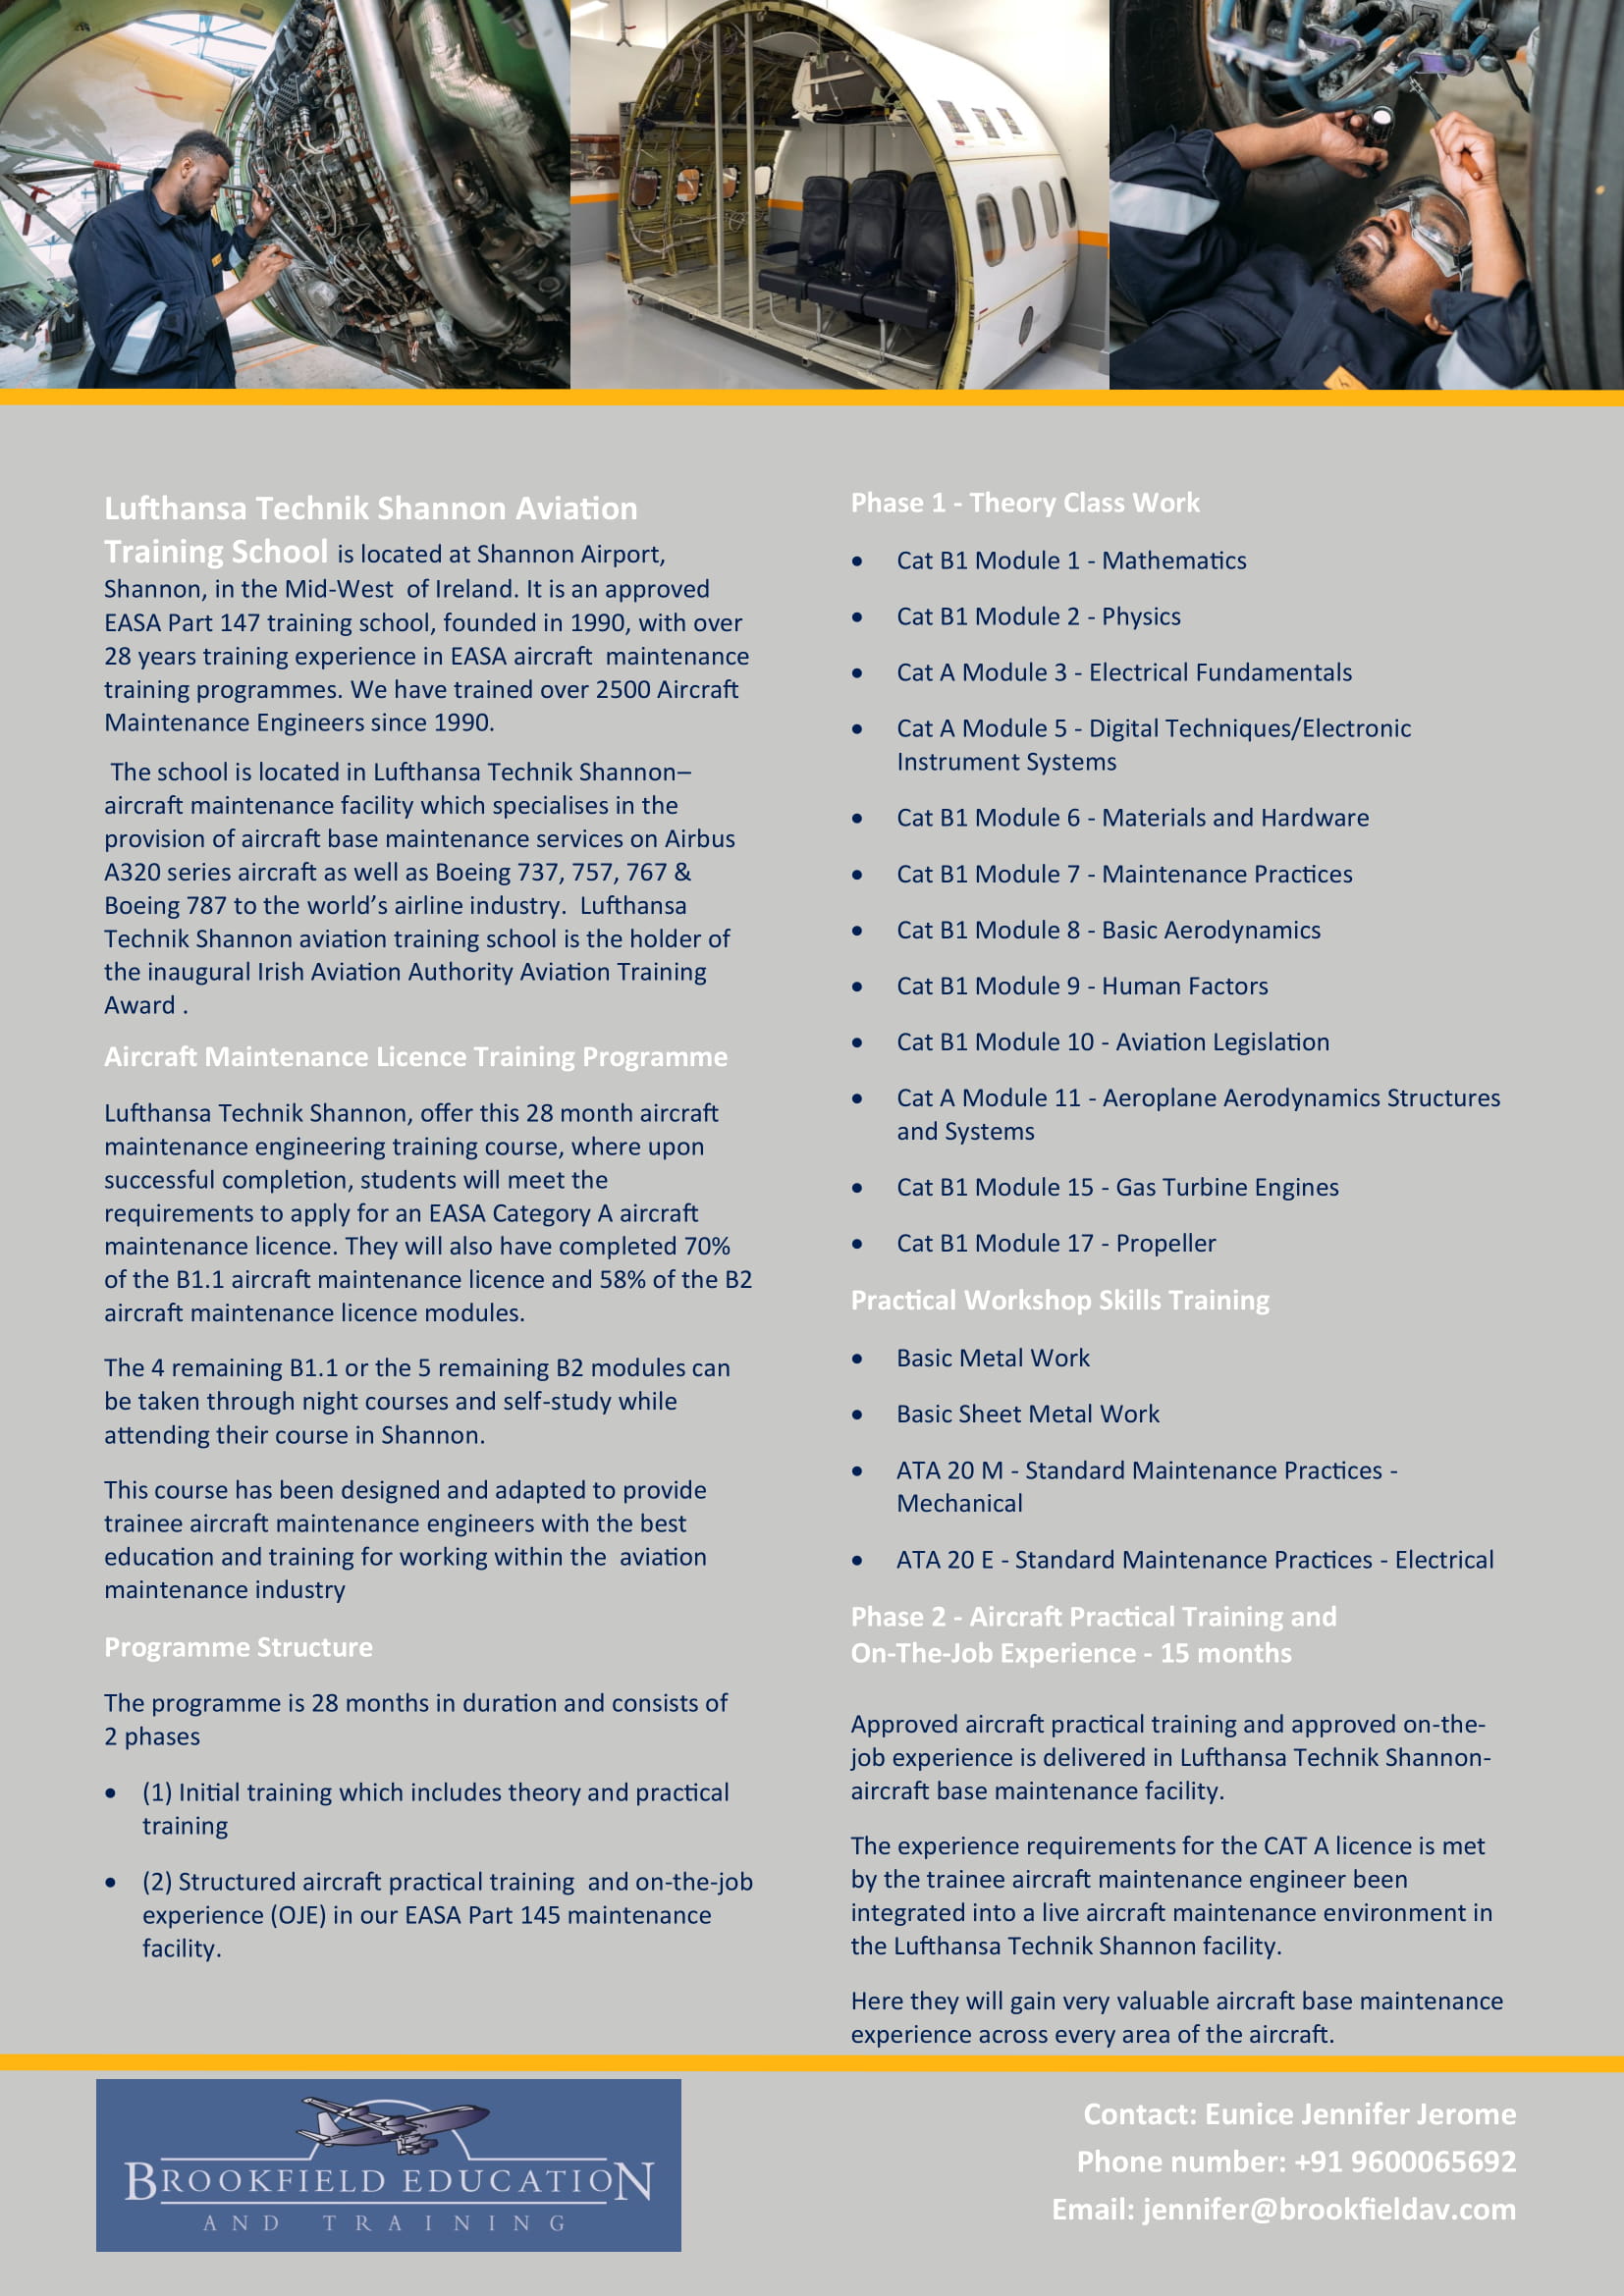 Lufthansa Technik Shannon Aviation
Training School is located at Shannon Airport,
Shannon, in the Mid-West  of Ireland. It is an approved
EASA Part 147 training school, founded in 1990, with over
28 years training experience in EASA aircraft  maintenance
training programmes. We have trained over 2500 Aircraft
Maintenance Engineers since 1990.
The school is located in Lufthansa Technik Shannon–
aircraft maintenance facility which specialises in the
provision of aircraft base maintenance services on Airbus
A320 series aircraft as well as Boeing 737, 757, 767 &
Boeing 787 to the world’s airline industry.  Lufthansa
Technik Shannon aviation training school is the holder of
the inaugural Irish Aviation Authority Aviation Training
Award .
Aircraft Maintenance Licence Training Programme
Lufthansa Technik Shannon, offer this 28 month aircraft
maintenance engineering training course, where upon
successful completion, students will meet the
requirements to apply for an EASA Category A aircraft
maintenance licence. They will also have completed 70%
of the B1.1 aircraft maintenance licence and 58% of the B2
aircraft maintenance licence modules.
The 4 remaining B1.1 or the 5 remaining B2 modules can
be taken through night courses and self-study while
attending their course in Shannon.
This course has been designed and adapted to provide
trainee aircraft maintenance engineers with the best
education and training for working within the  aviation
maintenance industry
Programme Structure
The programme is 28 months in duration and consists of
2 phases
• (1) Initial training which includes theory and practical
training
• (2) Structured aircraft practical training  and on-the-job
experience (OJE) in our EASA Part 145 maintenance
facility.
Phase 1 - Theory Class Work
• Cat B1 Module 1 - Mathematics
• Cat B1 Module 2 - Physics
• Cat A Module 3 - Electrical Fundamentals
• Cat A Module 5 - Digital Techniques/Electronic
Instrument Systems
• Cat B1 Module 6 - Materials and Hardware
• Cat B1 Module 7 - Maintenance Practices
• Cat B1 Module 8 - Basic Aerodynamics
• Cat B1 Module 9 - Human Factors
• Cat B1 Module 10 - Aviation Legislation
• Cat A Module 11 - Aeroplane Aerodynamics Structures
and Systems
• Cat B1 Module 15 - Gas Turbine Engines
• Cat B1 Module 17 - Propeller
Practical Workshop Skills Training
• Basic Metal Work
• Basic Sheet Metal Work
• ATA 20 M - Standard Maintenance Practices -
Mechanical
• ATA 20 E - Standard Maintenance Practices - Electrical
Phase 2 - Aircraft Practical Training and
On-The-Job Experience - 15 months
Approved aircraft practical training and approved on-the-
job experience is delivered in Lufthansa Technik Shannon-
aircraft base maintenance facility.
The experience requirements for the CAT A licence is met
by the trainee aircraft maintenance engineer been
integrated into a live aircraft maintenance environment in
the Lufthansa Technik Shannon facility.
Here they will gain very valuable aircraft base maintenance
experience across every area of the aircraft.
BROOKFIELD EDUCATION
AND TRAINING
Contact: Eunice Jennifer Jerome
Phone number: +91 9600065692
Email: jennifer@brookfieldav.com